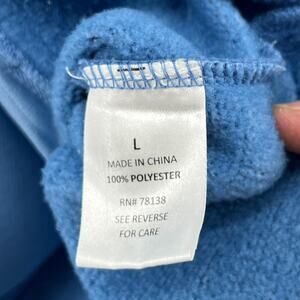 L
MADE IN CHINA
100% POLYESTER
RN# 78138
SEE REVERSE
FOR CARE